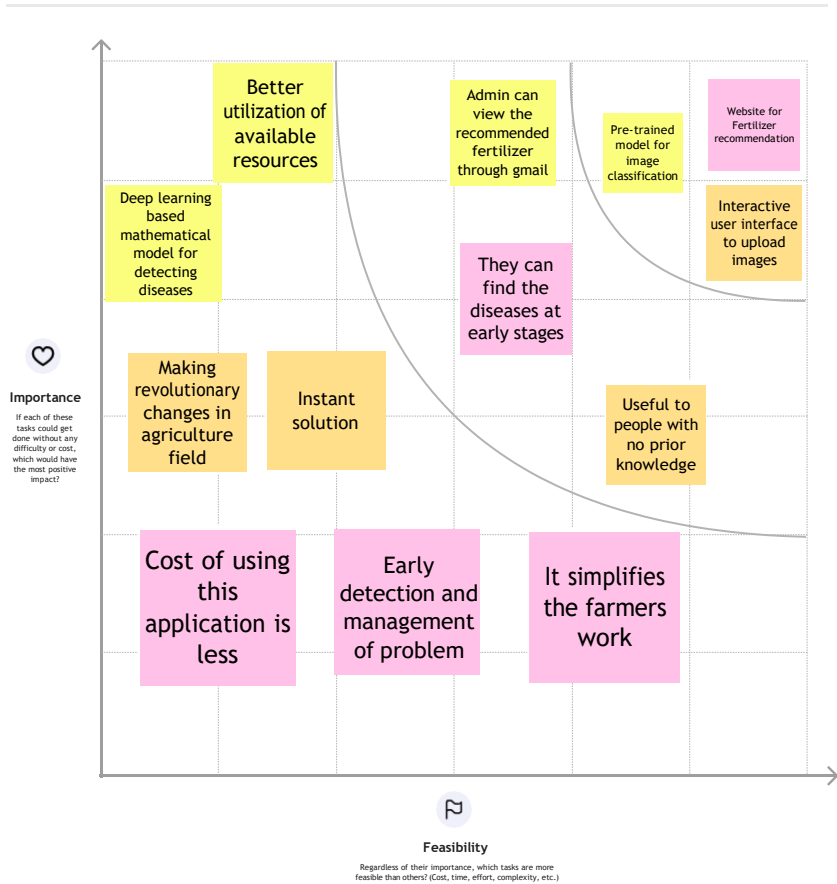 Better
utilization of
available
resources
Admin can
view the
recommended
fertilizer
through gmail
Pre-trained
model for
image
classification
Website for
Fertilizer
recommendation
Deep learning
based
mathematical
model for
detecting
diseases
Interactive
user interface
to upload
images
They can
find the
diseases at
early stages
Importance
If each of these
tasks could get
done without any
difficulty or cost,
which would have
the most positive
impact?
Making
revolutionary
changes in
agriculture
field
Instant
solution
Useful to
people with
no prior
knowledge
Cost of using
this
application is
less
Early
detection and
management
of problem
It simplifies
the farmers
work
Feasibility
Regardless of their importance, which tasks are more
feasible than others? (Cost, time, effort, complexity, etc.)